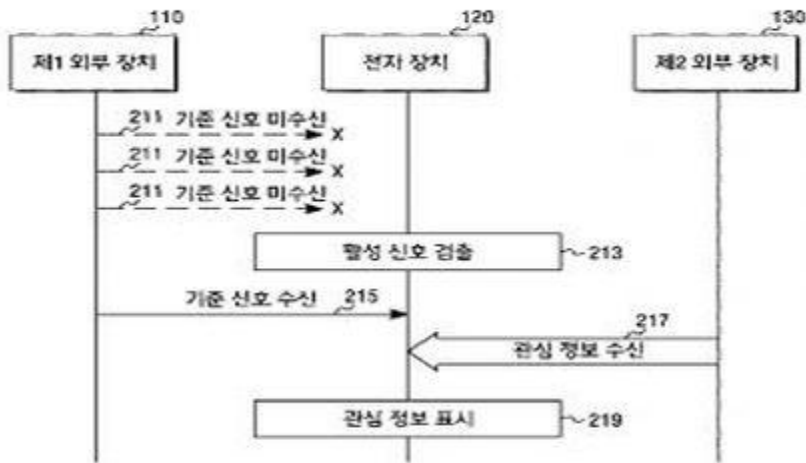 110 120 130
제1 외부 장치 전자 장치 제2 외부 장치
211 기준 신호 미수신 X
211 기준 신호 미수신 X
211 기준 신호 미수신 X
활성 신호 검출 213
기준 신호 수신 215
217
관심 정보 수신
관심 정보 표시 219